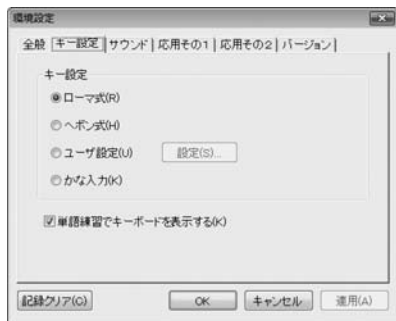 環境設定
全般 キー設定 サウンド 応用その1 応用その2 バージョン
キー設定
ローマ式(R)
ヘボン式(H)
ユーザ設定(U) 設定(S)...
かな入力(K)
単語練習でキーボードを表示する(K)
記録クリア(C) OK キャンセル 適用(A)